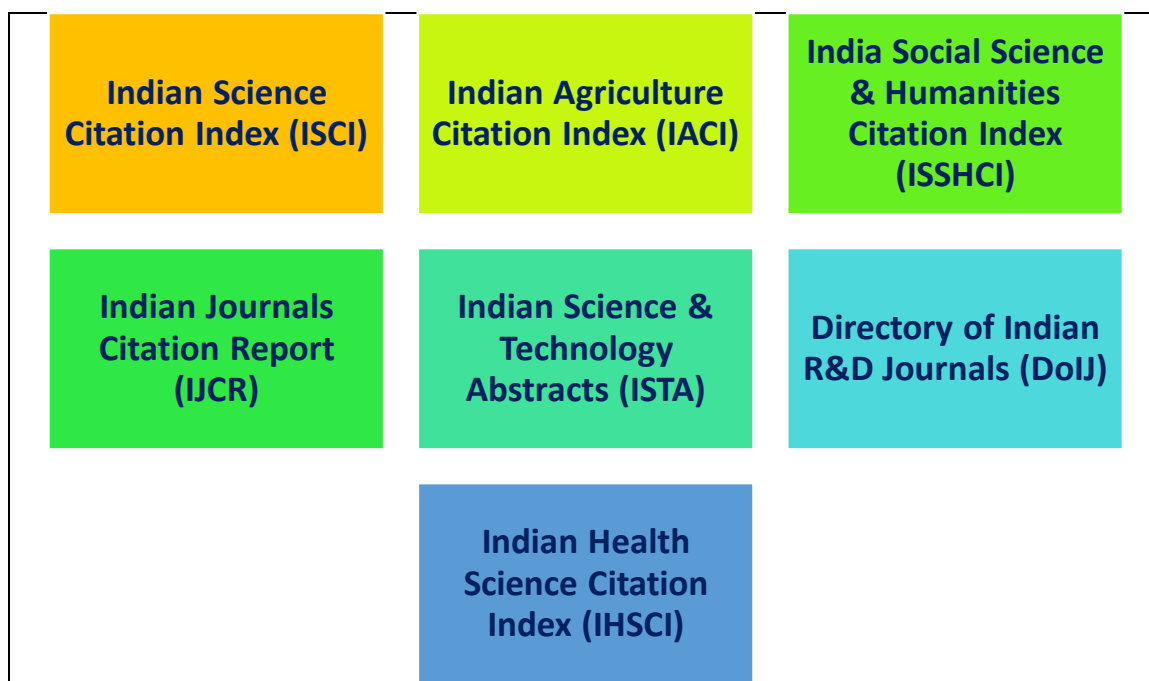 Indian Science
Citation Index (ISCI)
Indian Agriculture
Citation Index (IACI)
India Social Science
& Humanities
Citation Index
(ISSHCI)
Indian Journals
Citation Report
(IJCR)
Indian Science &
Technology
Abstracts (ISTA)
Directory of Indian
R&D Journals (DoIJ)
Indian Health
Science Citation
Index (IHSCI)